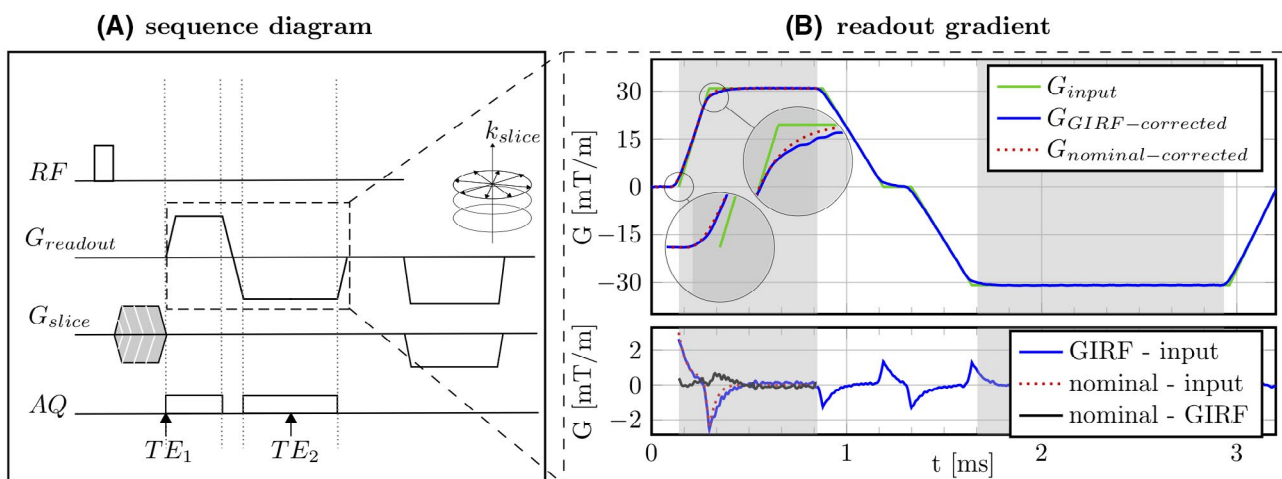 (A) sequence diagram
RF
G_readout
G_slice
AQ
TE_1
TE_2
k_slice
(B) readout gradient
G [mT/m]
30
15
0
−15
−30
G_input
G_GIRF−corrected
G_nominal−corrected
G [mT/m]
2
0
−2
GIRF - input
nominal - input
nominal - GIRF
0
1
2
3
t [ms]